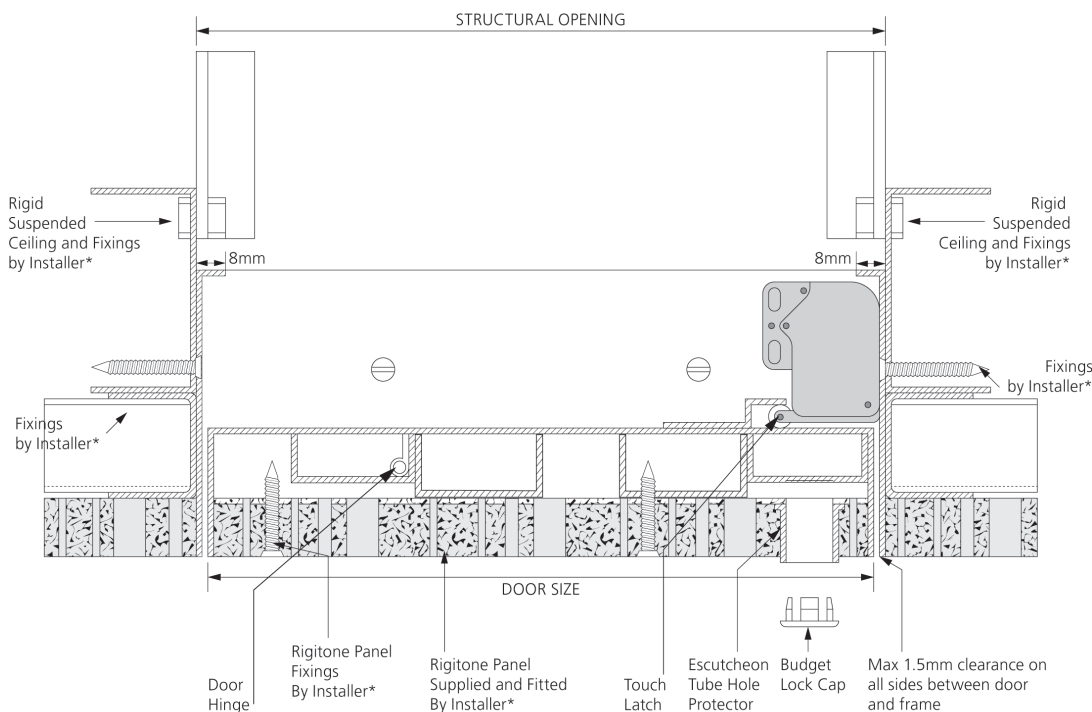 STRUCTURAL OPENING
Rigid
Suspended
Ceiling and Fixings
by Installer*
Rigid
Suspended
Ceiling and Fixings
by Installer*
8mm
8mm
Fixings
by Installer*
Fixings
by Installer*
DOOR SIZE
Door
Hinge
Rigitone Panel
Fixings
By Installer*
Rigitone Panel
Supplied and Fitted
By Installer*
Touch
Latch
Escutcheon
Tube Hole
Protector
Budget
Lock Cap
Max 1.5mm clearance on
all sides between door
and frame